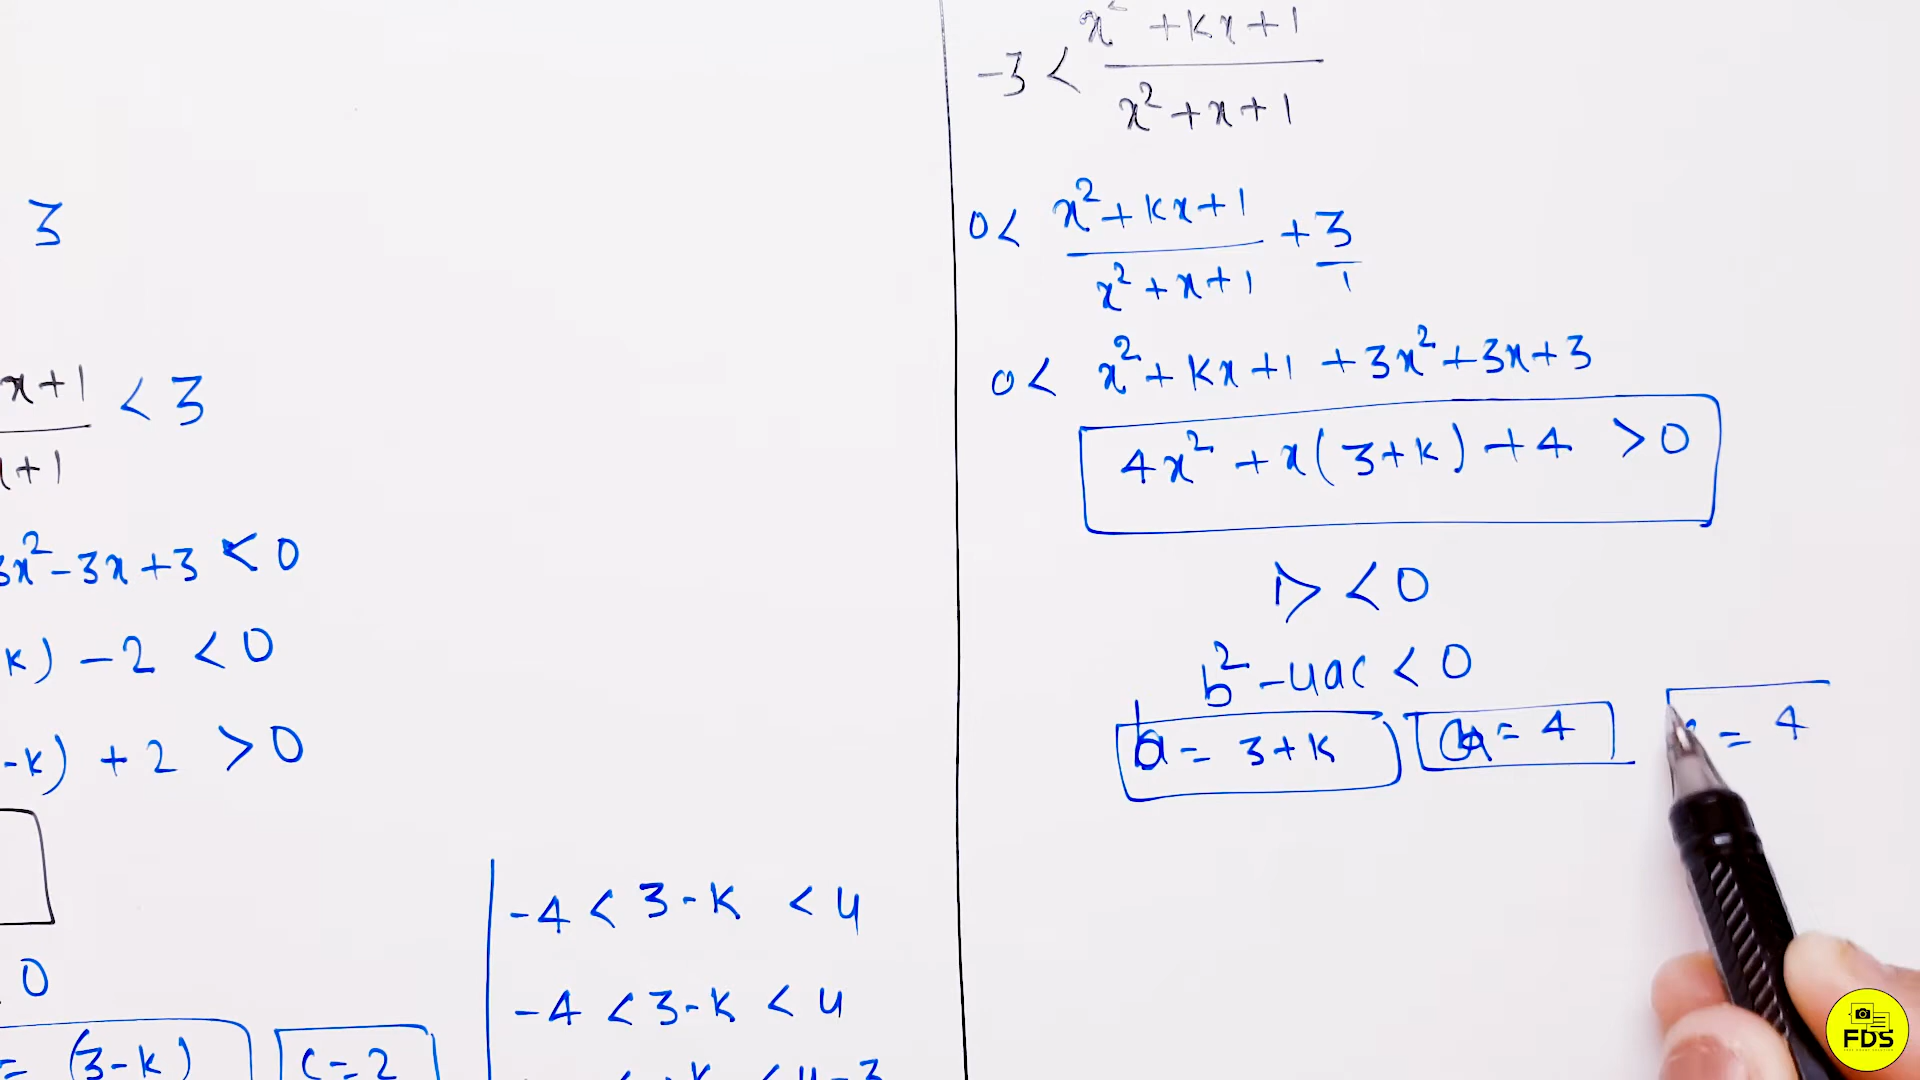 3
x+1 < 3
x+1
3x²-3x+3 < 0
k) -2 < 0
-k) +2 > 0
0
= (3-k) c=2
-4 < 3-k < 4
-4 < 3-k < 4
-3 < x²+kx+1
x²+x+1
0 < x²+kx+1 + 3
x²+x+1 1
0 < x²+kx+1 +3x²+3x+3
4x²+x(3+k)+4 >0
D < 0
b²-4ac < 0
b = 3+k a = 4 = 4
FDS